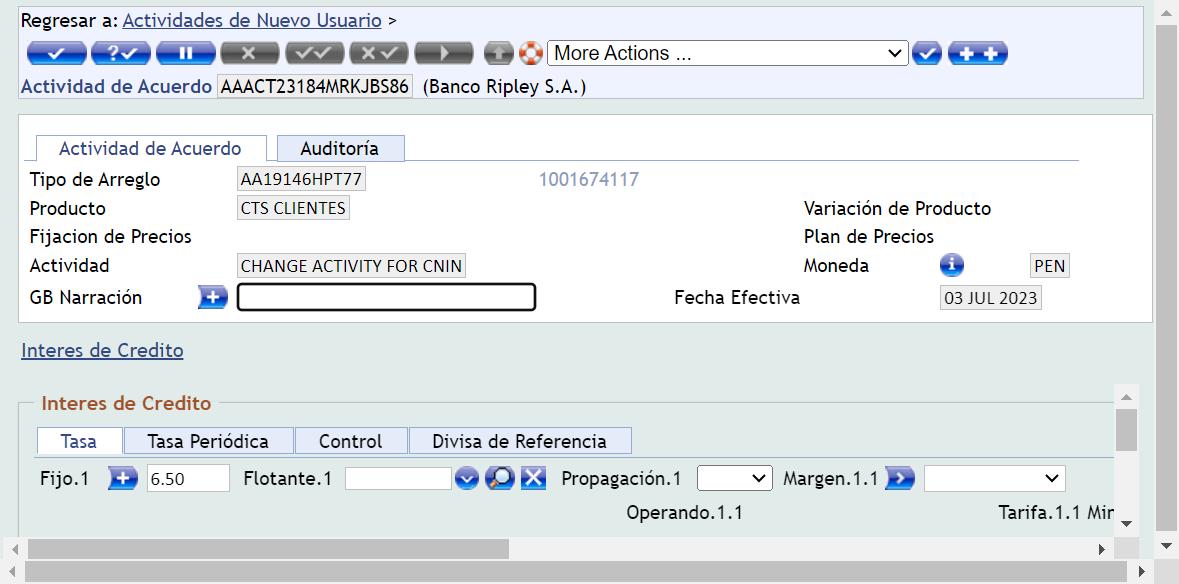 Regresar a: Actividades de Nuevo Usuario >
More Actions ...
Actividad de Acuerdo AAACT23184MRKJBS86 (Banco Ripley S.A.)
Actividad de Acuerdo Auditoría
Tipo de Arreglo AA19146HPT77 1001674117
Producto CTS CLIENTES Variación de Producto
Fijacion de Precios Plan de Precios
Actividad CHANGE ACTIVITY FOR CNIN Moneda PEN
GB Narración Fecha Efectiva 03 JUL 2023
Interes de Credito
Interes de Credito
Tasa Tasa Periódica Control Divisa de Referencia
Fijo.1 6.50 Flotante.1 Propagación.1 Margen.1.1
Operando.1.1 Tarifa.1.1 Mir